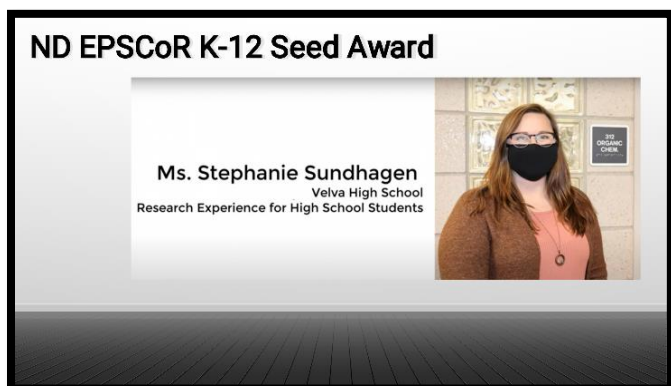 ND EPSCoR K-12 Seed Award
Ms. Stephanie Sundhagen
Velva High School
Research Experience for High School Students
312
ORGANIC
CHEM.